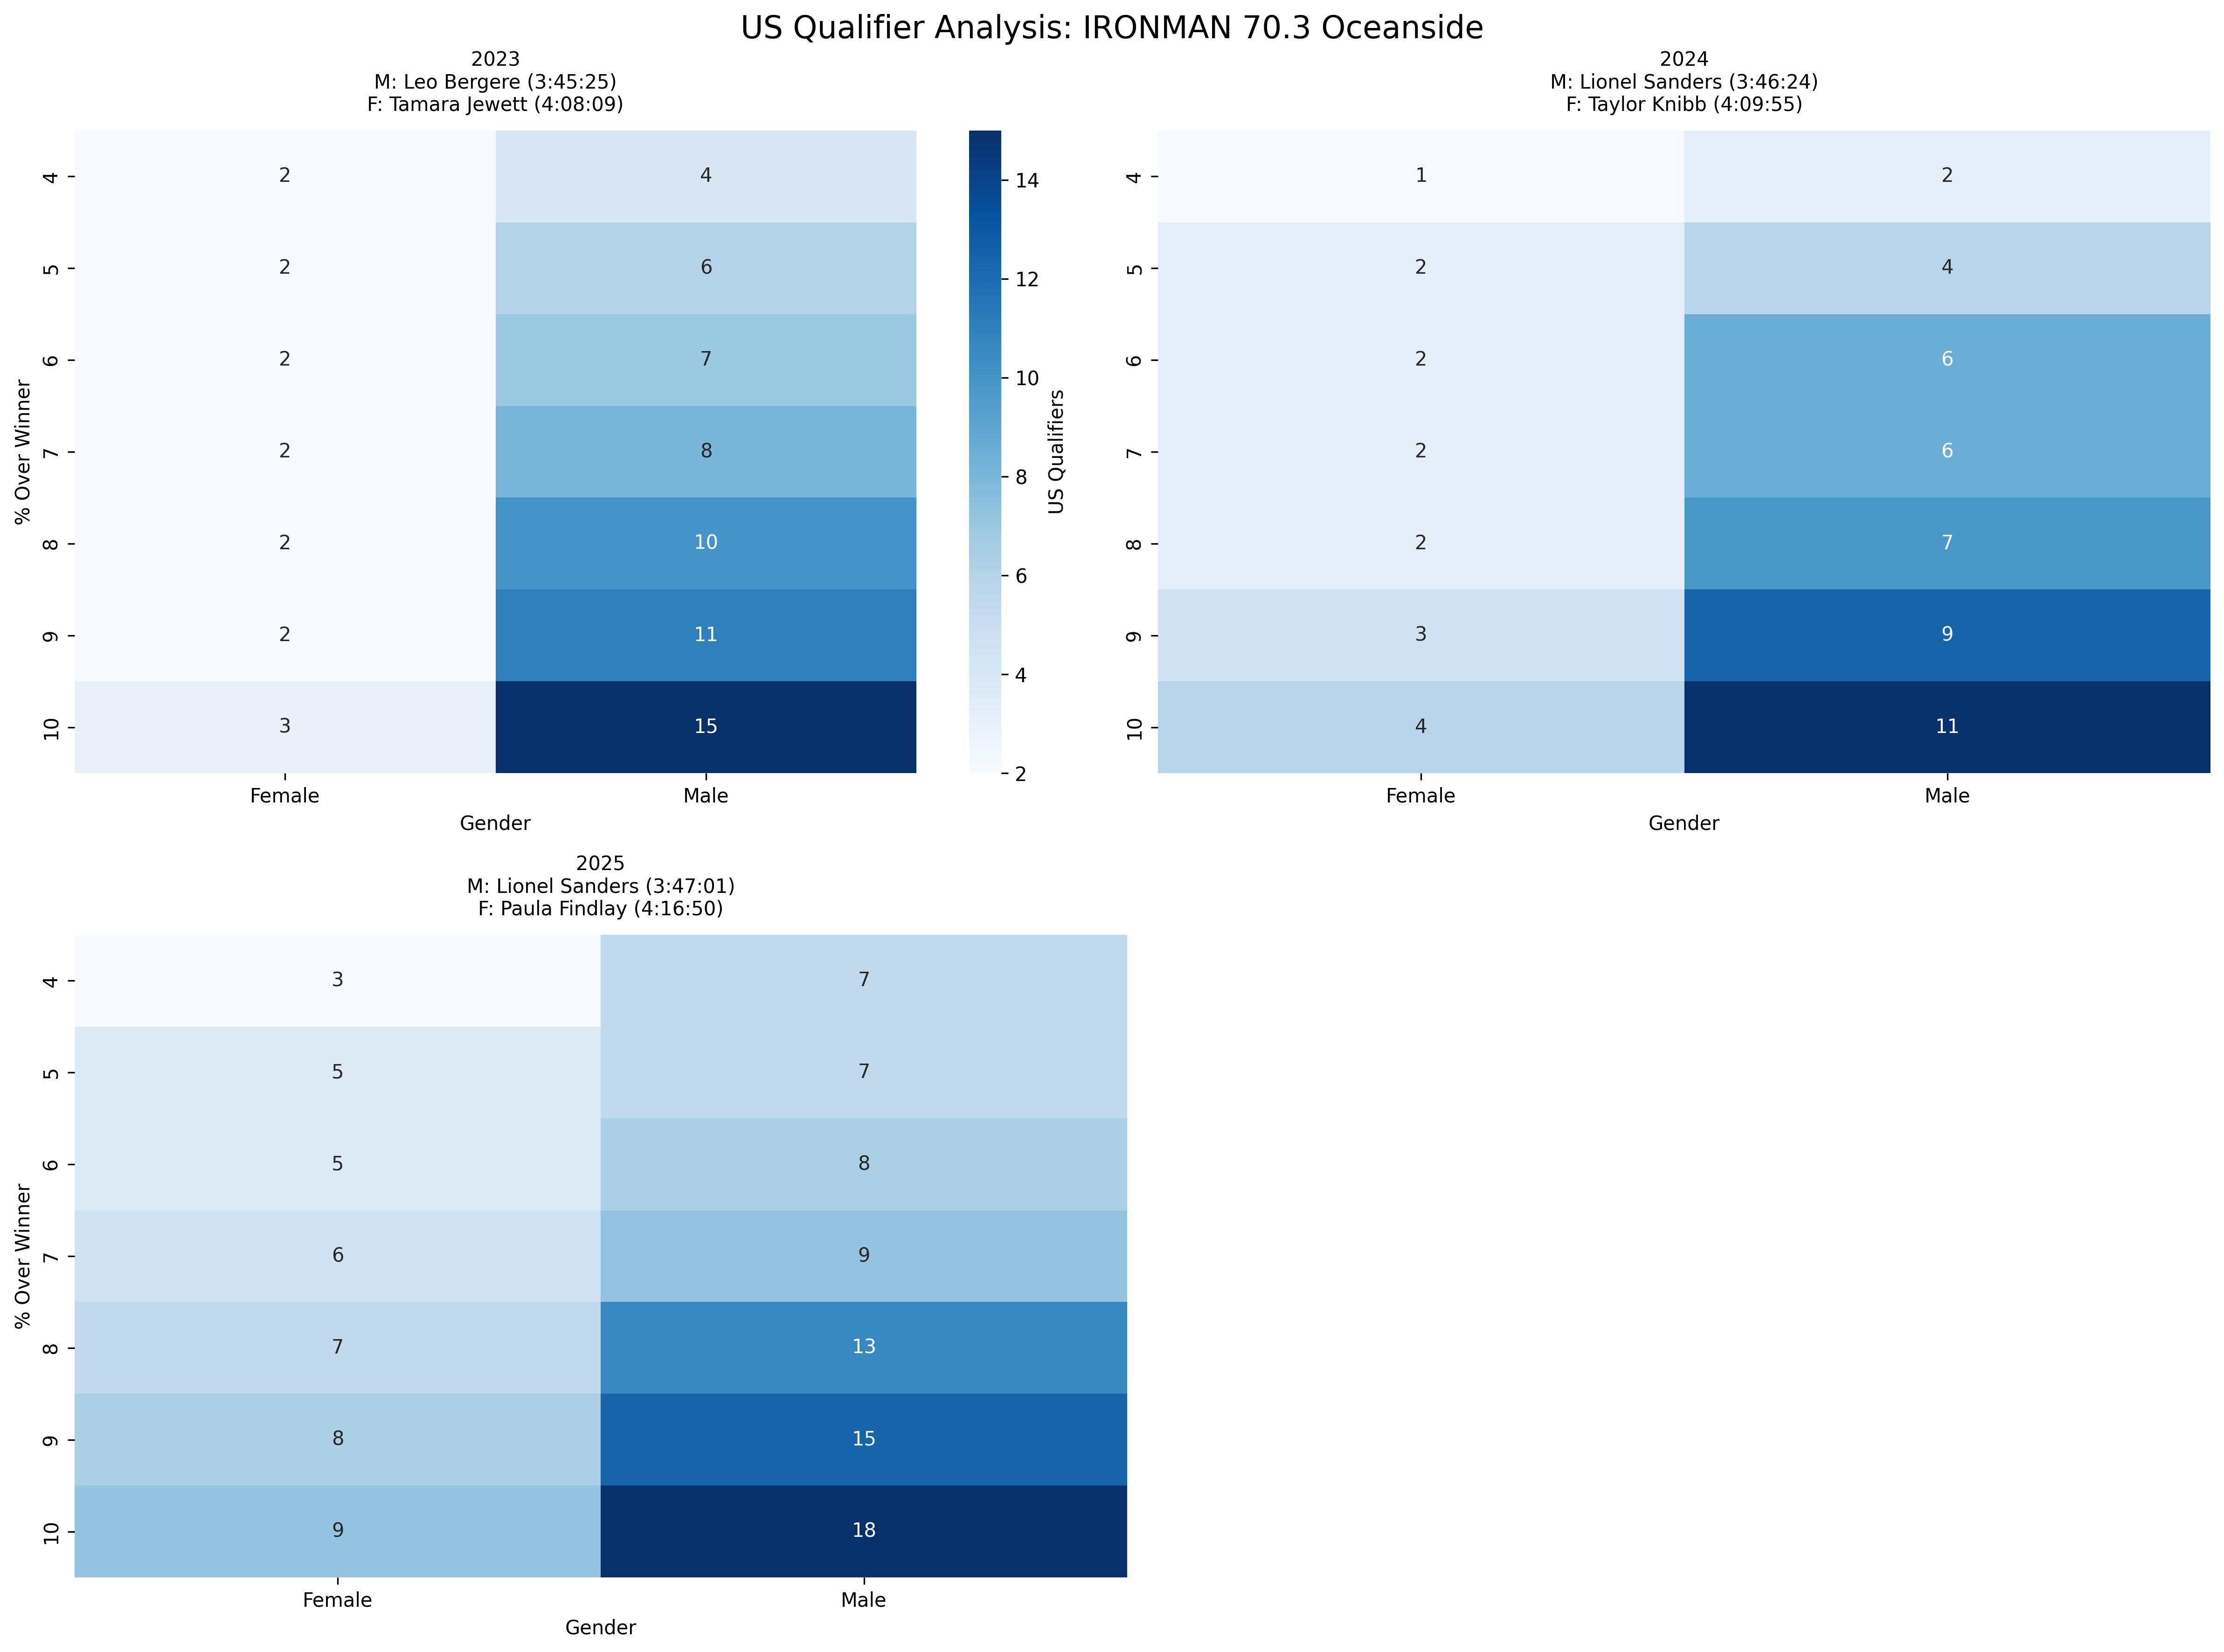 US Qualifier Analysis: IRONMAN 70.3 Oceanside
2023
M: Leo Bergere (3:45:25)
F: Tamara Jewett (4:08:09)
% Over Winner
4 2 4
5 2 6
6 2 7
7 2 8
8 2 10
9 2 11
10 3 15
Female Male
Gender
14
12
10
8
6
4
2
US Qualifiers
2024
M: Lionel Sanders (3:46:24)
F: Taylor Knibb (4:09:55)
4 1 2
5 2 4
6 2 6
7 2 6
8 2 7
9 3 9
10 4 11
Female Male
Gender
2025
M: Lionel Sanders (3:47:01)
F: Paula Findlay (4:16:50)
% Over Winner
4 3 7
5 5 7
6 5 8
7 6 9
8 7 13
9 8 15
10 9 18
Female Male
Gender